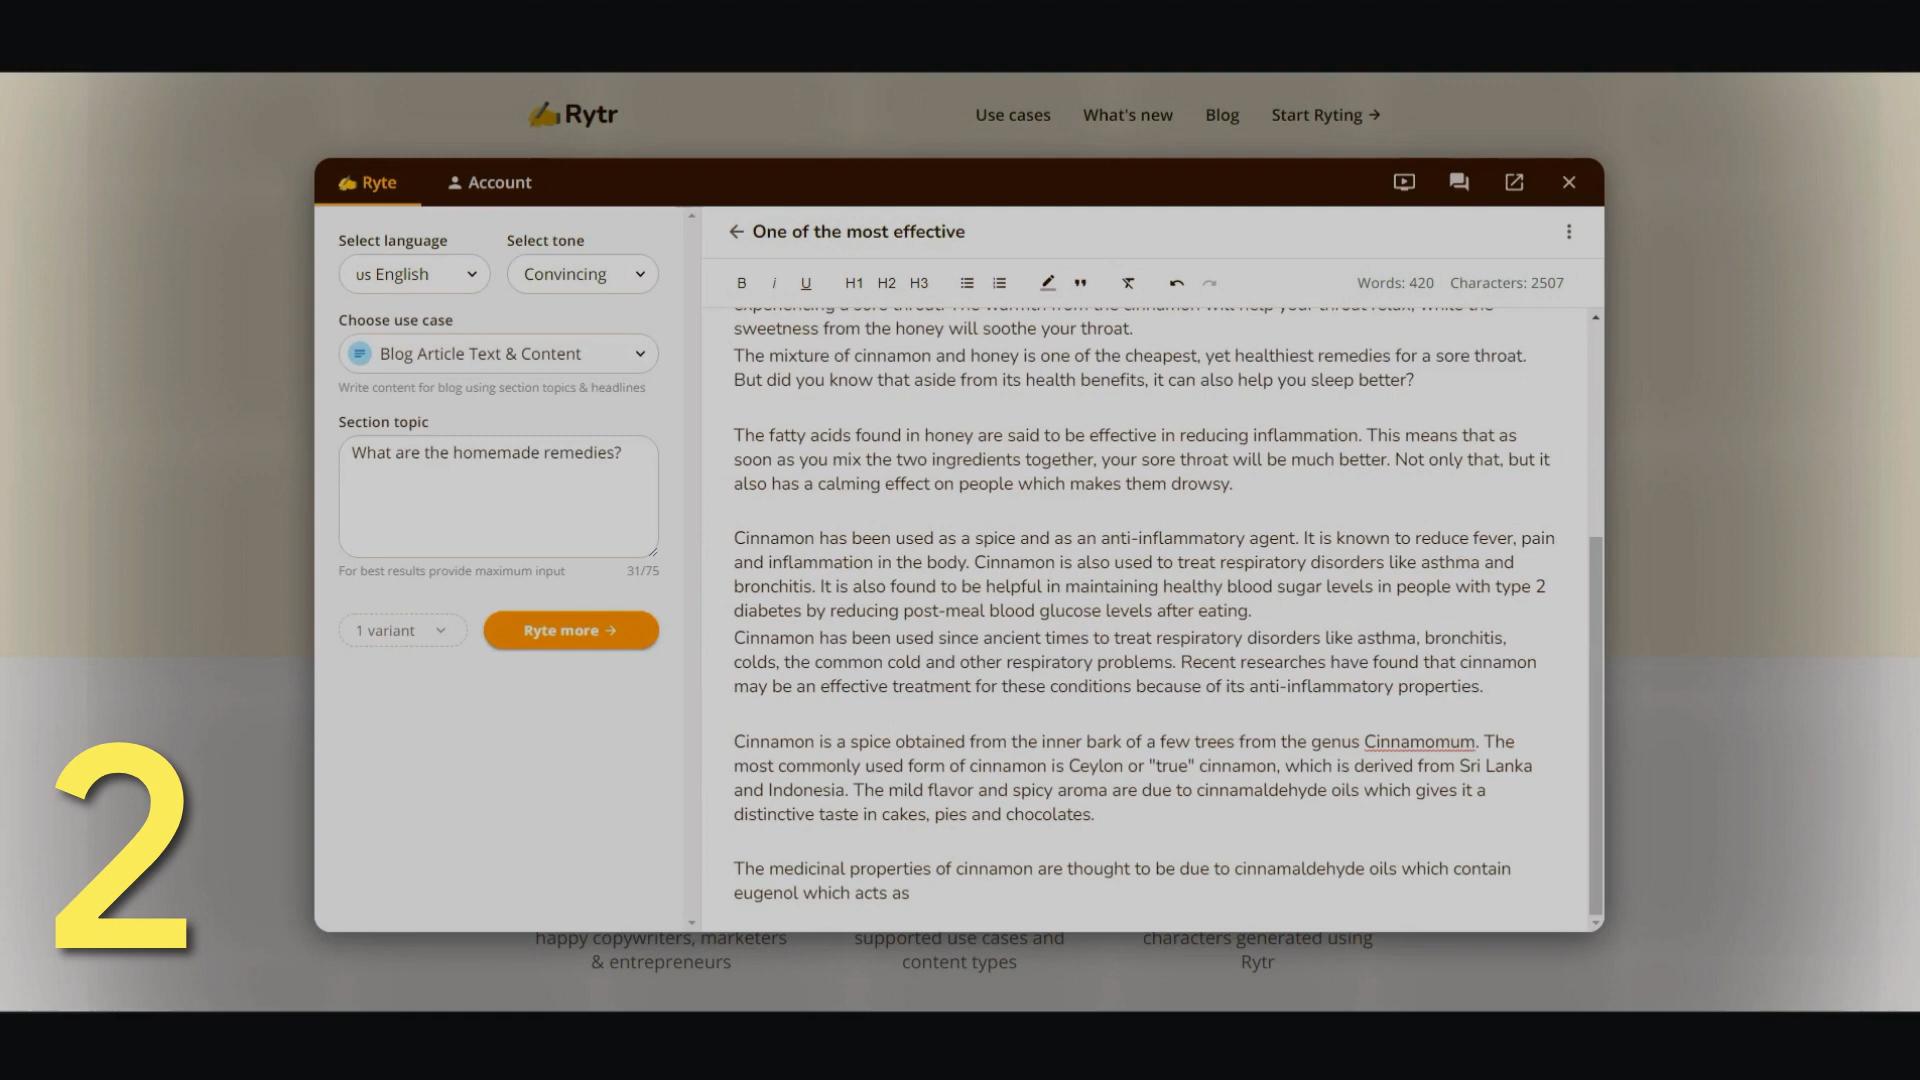 Rytr
Use cases
What's new
Blog
Start Ryting →
Ryte
Account
Select language
Select tone
us English
Convincing
Choose use case
Blog Article Text & Content
Write content for blog using section topics & headlines
Section topic
What are the homemade remedies?
For best results provide maximum input
31/75
1 variant
Ryte more →
← One of the most effective
B i U H1 H2 H3
Words: 420 Characters: 2507
experiencing a sore throat. The warmth from the cinnamon will help your throat relax, while the
sweetness from the honey will soothe your throat.
The mixture of cinnamon and honey is one of the cheapest, yet healthiest remedies for a sore throat.
But did you know that aside from its health benefits, it can also help you sleep better?
The fatty acids found in honey are said to be effective in reducing inflammation. This means that as
soon as you mix the two ingredients together, your sore throat will be much better. Not only that, but it
also has a calming effect on people which makes them drowsy.
Cinnamon has been used as a spice and as an anti-inflammatory agent. It is known to reduce fever, pain
and inflammation in the body. Cinnamon is also used to treat respiratory disorders like asthma and
bronchitis. It is also found to be helpful in maintaining healthy blood sugar levels in people with type 2
diabetes by reducing post-meal blood glucose levels after eating.
Cinnamon has been used since ancient times to treat respiratory disorders like asthma, bronchitis,
colds, the common cold and other respiratory problems. Recent researches have found that cinnamon
may be an effective treatment for these conditions because of its anti-inflammatory properties.
Cinnamon is a spice obtained from the inner bark of a few trees from the genus Cinnamomum. The
most commonly used form of cinnamon is Ceylon or "true" cinnamon, which is derived from Sri Lanka
and Indonesia. The mild flavor and spicy aroma are due to cinnamaldehyde oils which gives it a
distinctive taste in cakes, pies and chocolates.
The medicinal properties of cinnamon are thought to be due to cinnamaldehyde oils which contain
eugenol which acts as
2
happy copywriters, marketers
& entrepreneurs
supported use cases and
content types
characters generated using
Rytr